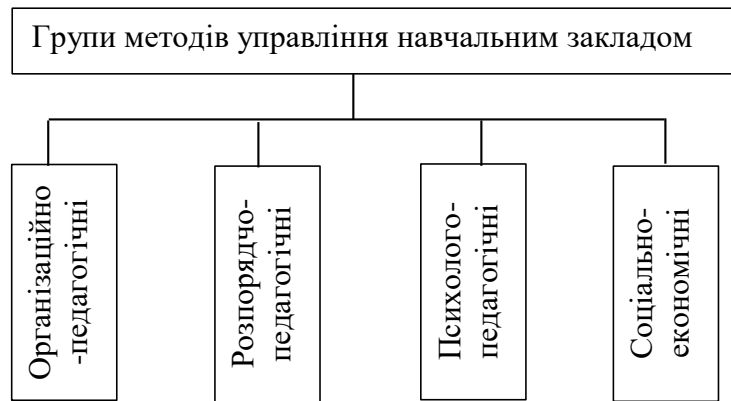 Групи методів управління навчальним закладом
Організаційно
-педагогічні
Розпорядчо-
педагогічні
Психолого-
педагогічні
Соціально-
економічні